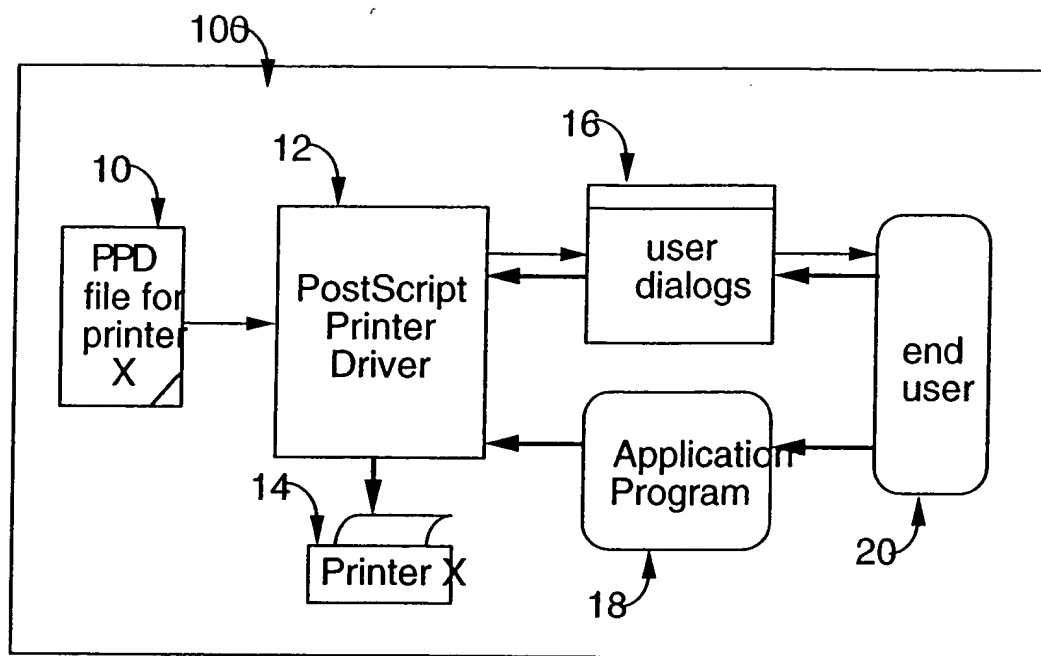 100
10
12
16
PPD
file for
printer
X
PostScript
Printer
Driver
user
dialogs
end
user
Application
Program
14
Printer X
18
20